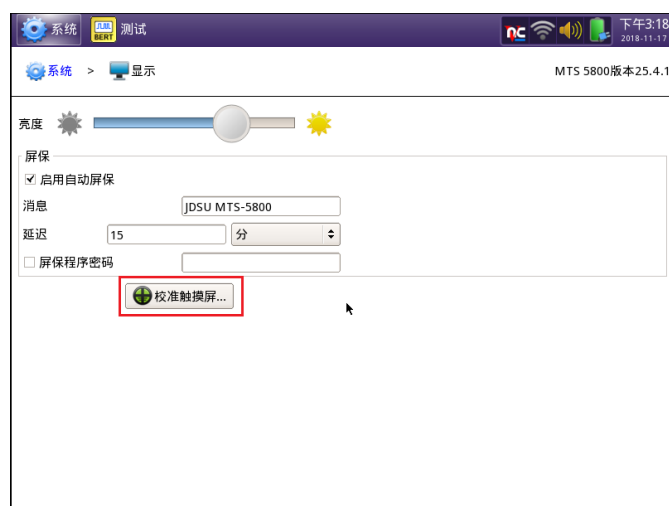 系统 BERT 测试 nc 下午3:18
2018-11-17
系统 > 显示 MTS 5800版本25.4.1
亮度
屏保
启用自动屏保
消息 JDSU MTS-5800
延迟 15 分
屏保程序密码
校准触摸屏...